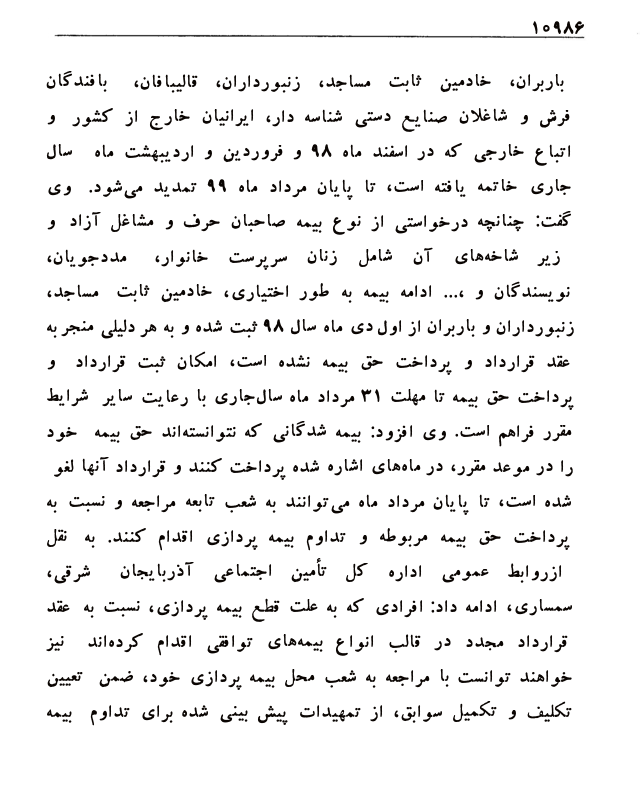 ۱۰۹۸۶
باربران، خادمین ثابت مساجد، زنبورداران، قالیبافان، بافندگان
فرش و شاغلان صنایع دستی شناسه دار، ایرانیان خارج از کشور و
اتباع خارجی که در اسفند ماه ۹۸ و فروردین و اردیبهشت ماه سال
جاری خاتمه یافته است، تا پایان مرداد ماه ۹۹ تمدید می‌شود. وی
گفت: چنانچه درخواستی از نوع بیمه صاحبان حرف و مشاغل آزاد و
زیر شاخه‌های آن شامل زنان سرپرست خانوار، مددجویان،
نویسندگان و ،... ادامه بیمه به طور اختیاری، خادمین ثابت مساجد،
زنبورداران و باربران از اول دی ماه سال ۹۸ ثبت شده و به هر دلیلی منجر به
عقد قرارداد و پرداخت حق بیمه نشده است، امکان ثبت قرارداد و
پرداخت حق بیمه تا مهلت ۳۱ مرداد ماه سال‌جاری با رعایت سایر شرایط
مقرر فراهم است. وی افزود: بیمه شدگانی که نتوانسته‌اند حق بیمه خود
را در موعد مقرر، در ماه‌های اشاره شده پرداخت کنند و قرارداد آنها لغو
شده است، تا پایان مرداد ماه می‌توانند به شعب تابعه مراجعه و نسبت به
پرداخت حق بیمه مربوطه و تداوم بیمه پردازی اقدام کنند. به نقل
ازروابط عمومی اداره کل تأمین اجتماعی آذربایجان شرقی،
سمساری، ادامه داد: افرادی که به علت قطع بیمه پردازی، نسبت به عقد
قرارداد مجدد در قالب انواع بیمه‌های توافقی اقدام کرده‌اند نیز
خواهند توانست با مراجعه به شعب محل بیمه پردازی خود، ضمن تعیین
تکلیف و تکمیل سوابق، از تمهیدات پیش بینی شده برای تداوم بیمه